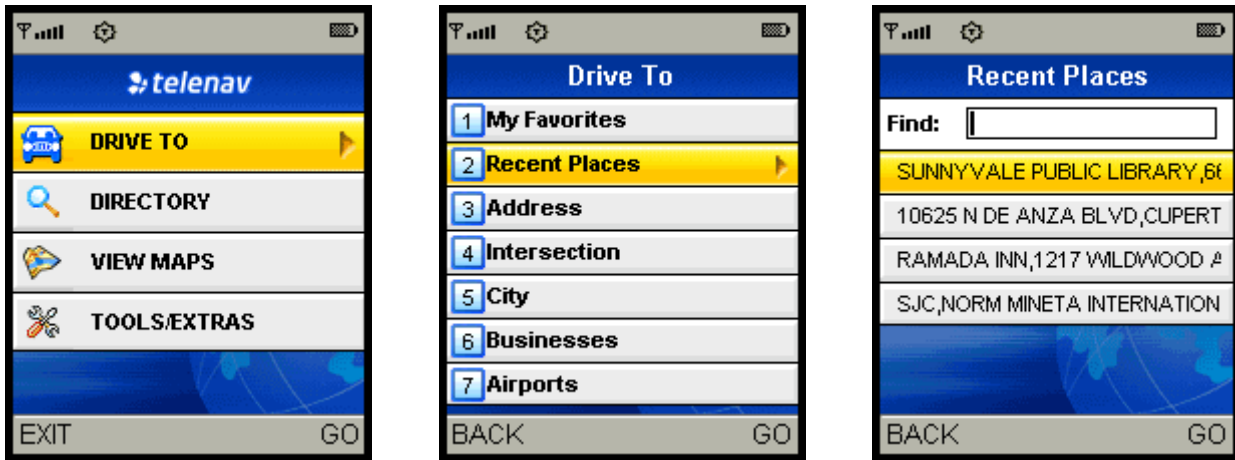 telenav
DRIVE TO
DIRECTORY
VIEW MAPS
TOOLS/EXTRAS
EXIT GO
Drive To
1 My Favorites
2 Recent Places
3 Address
4 Intersection
5 City
6 Businesses
7 Airports
BACK GO
Recent Places
Find:
SUNNYVALE PUBLIC LIBRARY,66
10625 N DE ANZA BLVD,CUPERT
RAMADA INN,1217 WILDWOOD A
SJC,NORM MINETA INTERNATION
BACK GO